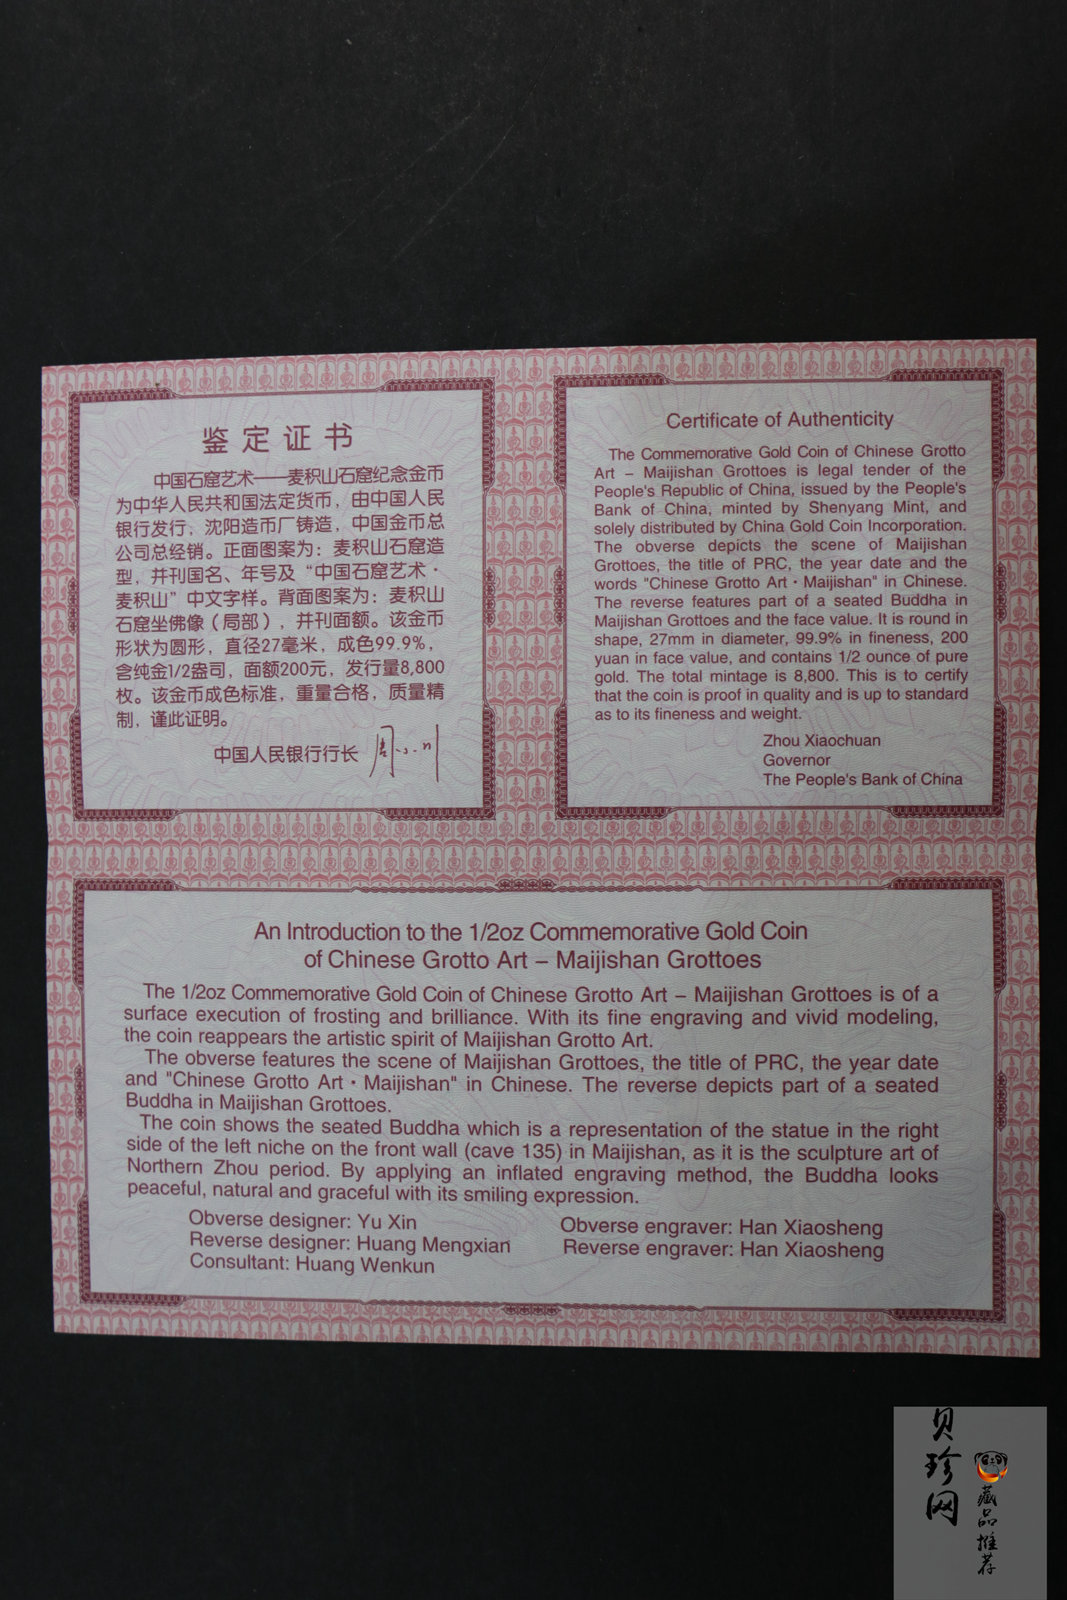 鉴定证书
中国石窟艺术——麦积山石窟纪念金币
为中华人民共和国法定货币，由中国人民
银行发行，沈阳造币厂铸造，中国金币总
公司总经销。正面图案为：麦积山石窟造
型，并刊国名、年号及“中国石窟艺术·
麦积山”中文字样。背面图案为：麦积山
石窟坐佛像（局部），并刊面额。该金币
形状为圆形，直径27毫米，成色99.9%，
含纯金1/2盎司，面额200元，发行量8,800
枚。该金币成色标准，重量合格，质量精
制，谨此证明。
中国人民银行行长 周小川
Certificate of Authenticity
The Commemorative Gold Coin of Chinese Grotto
Art – Maijishan Grottoes is legal tender of the
People's Republic of China, issued by the People's
Bank of China, minted by Shenyang Mint, and
solely distributed by China Gold Coin Incorporation.
The obverse depicts the scene of Maijishan
Grottoes, the title of PRC, the year date and the
words "Chinese Grotto Art · Maijishan" in Chinese.
The reverse features part of a seated Buddha in
Maijishan Grottoes and the face value. It is round in
shape, 27mm in diameter, 99.9% in fineness, 200
yuan in face value, and contains 1/2 ounce of pure
gold. The total mintage is 8,800. This is to certify
that the coin is proof in quality and is up to standard
as to its fineness and weight.
Zhou Xiaochuan
Governor
The People's Bank of China
An Introduction to the 1/2oz Commemorative Gold Coin
of Chinese Grotto Art – Maijishan Grottoes
The 1/2oz Commemorative Gold Coin of Chinese Grotto Art – Maijishan Grottoes is of a
surface execution of frosting and brilliance. With its fine engraving and vivid modeling,
the coin reappears the artistic spirit of Maijishan Grotto Art.
The obverse features the scene of Maijishan Grottoes, the title of PRC, the year date
and "Chinese Grotto Art · Maijishan" in Chinese. The reverse depicts part of a seated
Buddha in Maijishan Grottoes.
The coin shows the seated Buddha which is a representation of the statue in the right
side of the left niche on the front wall (cave 135) in Maijishan, as it is the sculpture art of
Northern Zhou period. By applying an inflated engraving method, the Buddha looks
peaceful, natural and graceful with its smiling expression.
Obverse designer: Yu Xin
Obverse engraver: Han Xiaosheng
Reverse designer: Huang Mengxian
Reverse engraver: Han Xiaosheng
Consultant: Huang Wenkun
贝珍网
藏品推荐